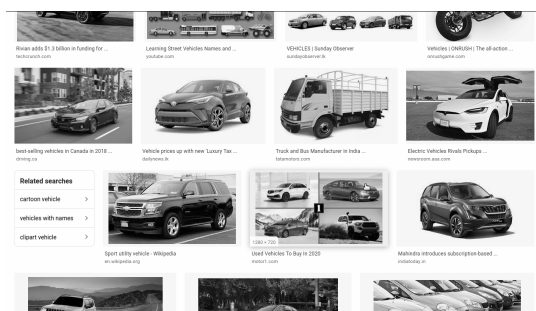 Rivian adds $1.3 billion in funding for ...
techcrunch.com
Learning Street Vehicles Names and ...
youtube.com
VEHICLES | Sunday Observer
sundayobserver.lk
Vehicles | ONRUSH | The all-action ...
onrushgame.com
best-selling vehicles in Canada in 2018 ...
driving.ca
Vehicle prices up with new 'Luxury Tax ...
dailynews.lk
Truck and Bus Manufacturer in India ...
tatamotors.com
Electric Vehicles Rivals Pickups ...
newsroom.aaa.com
Related searches
cartoon vehicle
vehicles with names
clipart vehicle
Sport utility vehicle - Wikipedia
en.wikipedia.org
1280 × 720
Used Vehicles To Buy In 2020
motor1.com
Mahindra introduces subscription-based ...
indiatoday.in